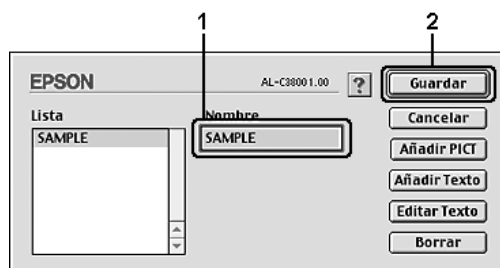 1 2
EPSON AL-C38001.00 ? Guardar
Lista Nombre Cancelar
SAMPLE SAMPLE
Añadir PICT
Añadir Texto
Editar Texto
Borrar